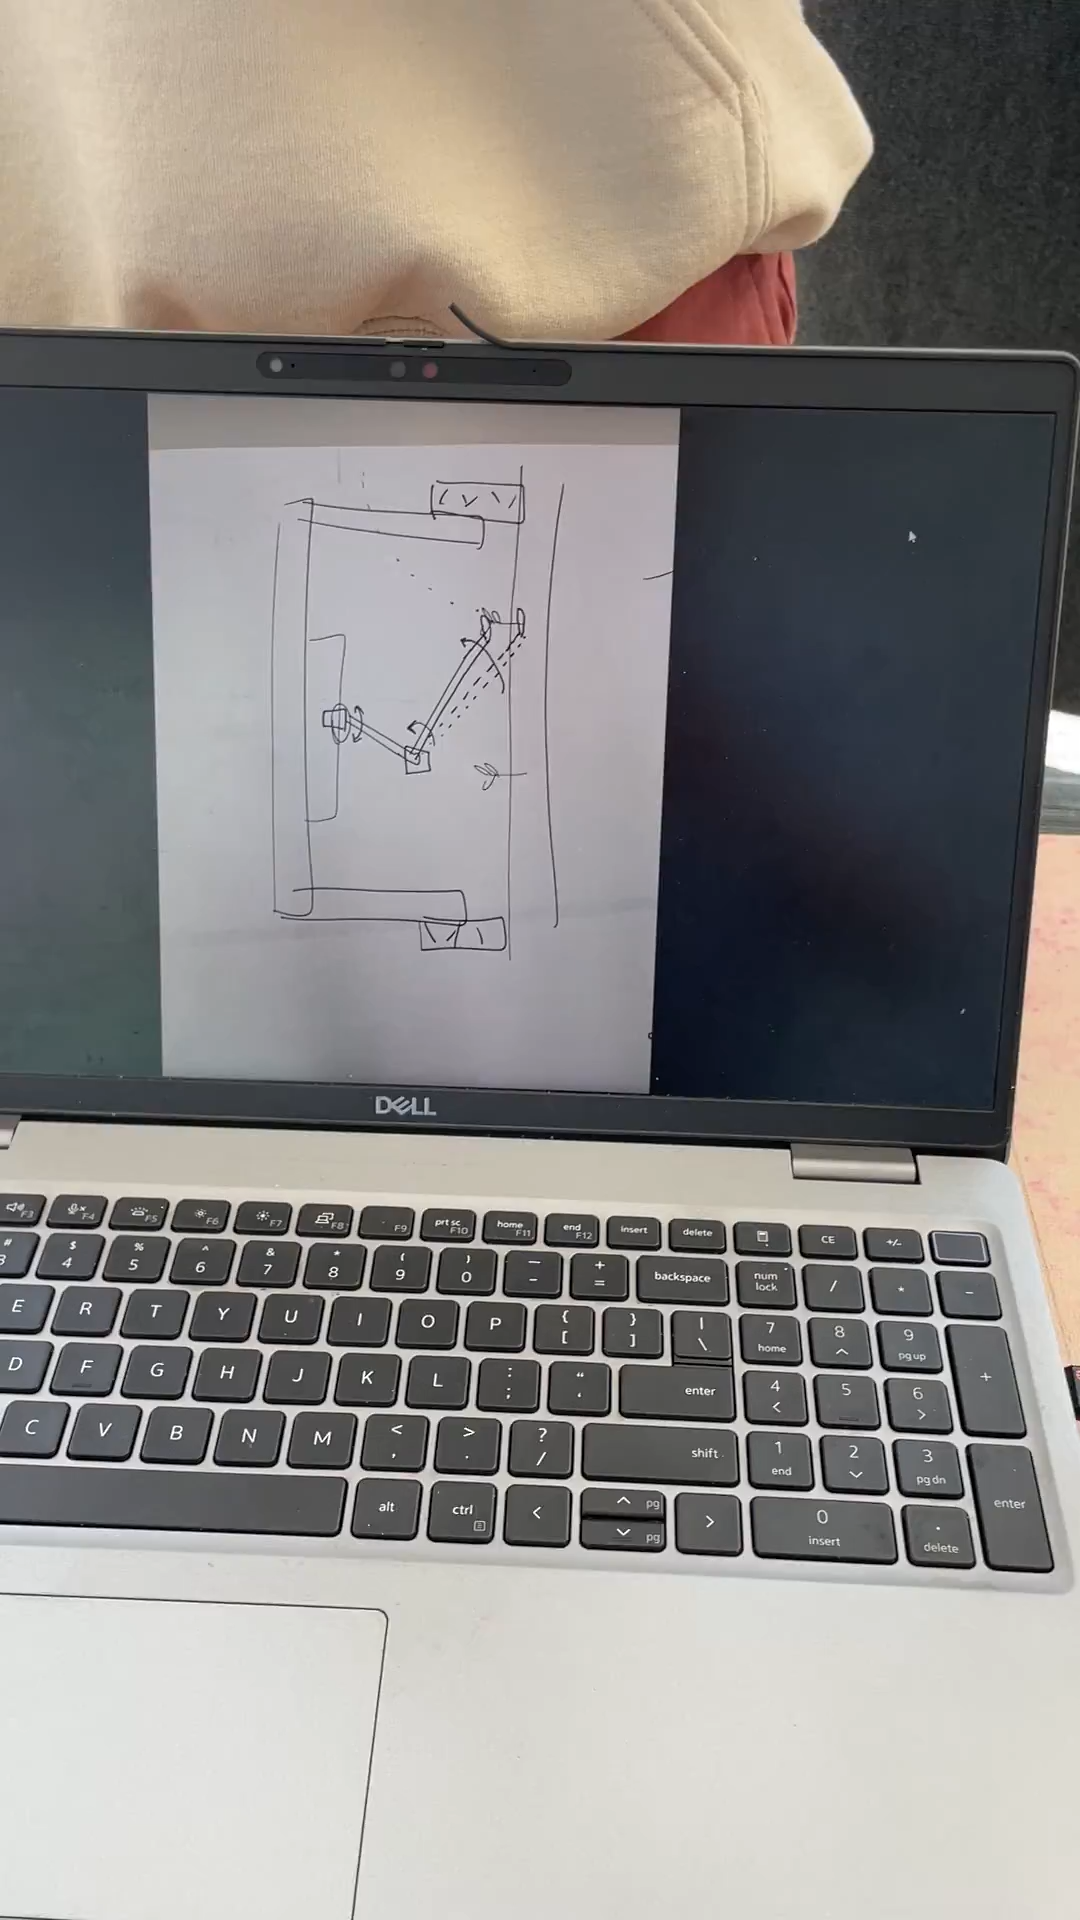 DELL
F3 F4 F5 F6 F7 F8 F9 prt sc F10 home F11 end F12 insert delete CE +/-
# 3 $ 4 % 5 ^ 6 & 7 * 8 ( 9 ) 0 — - + = backspace num lock / * -
E R T Y U I O P { [ } ] | \ 7 home 8 ^ 9 pg up +
D F G H J K L : ; “ ‘ enter 4 < 5 6 >
C V B N M < , > . ? / shift 1 end 2 3 pg dn enter
alt ctrl < pg pg > 0 insert . delete